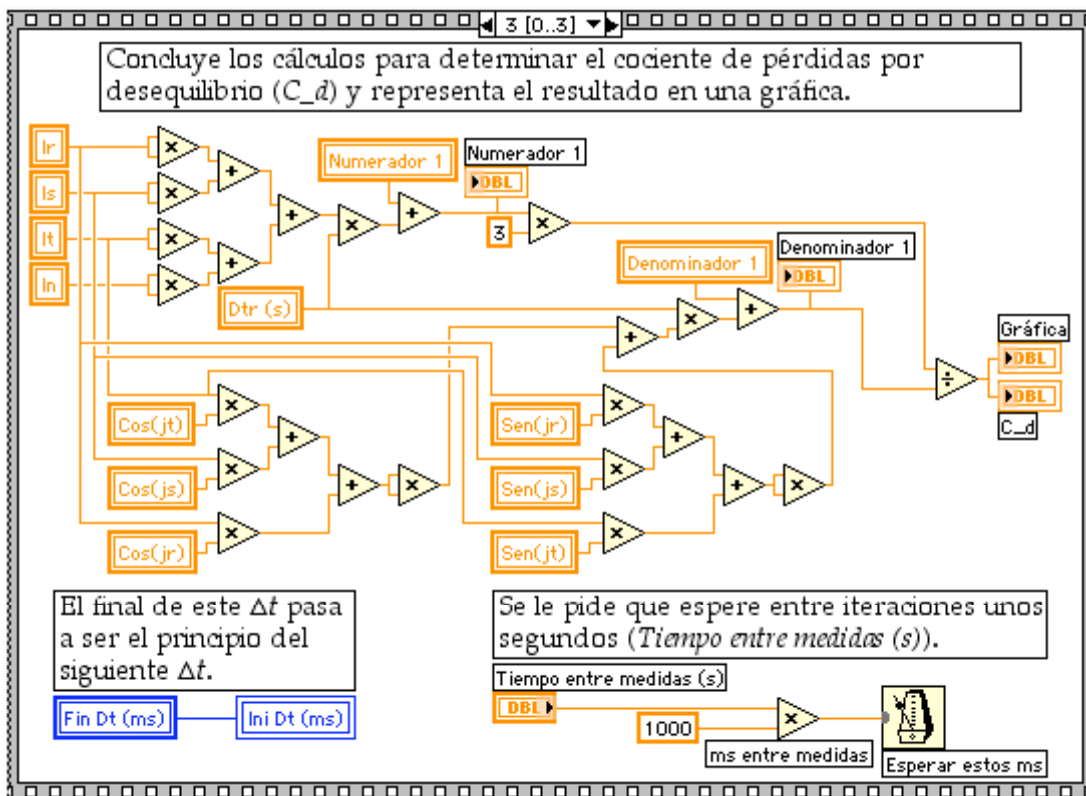 3 [0..3]
Concluye los cálculos para determinar el cociente de pérdidas por
desequilibrio (C_d) y representa el resultado en una gráfica.
Ir
Is
It
In
Numerador 1
Numerador 1
DBL
3
Dtr (s)
Denominador 1
Denominador 1
DBL
Gráfica
DBL
DBL
C_d
Cos(jt)
Cos(js)
Cos(jr)
Sen(jr)
Sen(js)
Sen(jt)
El final de este Δt pasa
a ser el principio del
siguiente Δt.
Fin Dt (ms)
Ini Dt (ms)
Se le pide que espere entre iteraciones unos
segundos (Tiempo entre medidas (s)).
Tiempo entre medidas (s)
DBL
1000
ms entre medidas
Esperar estos ms